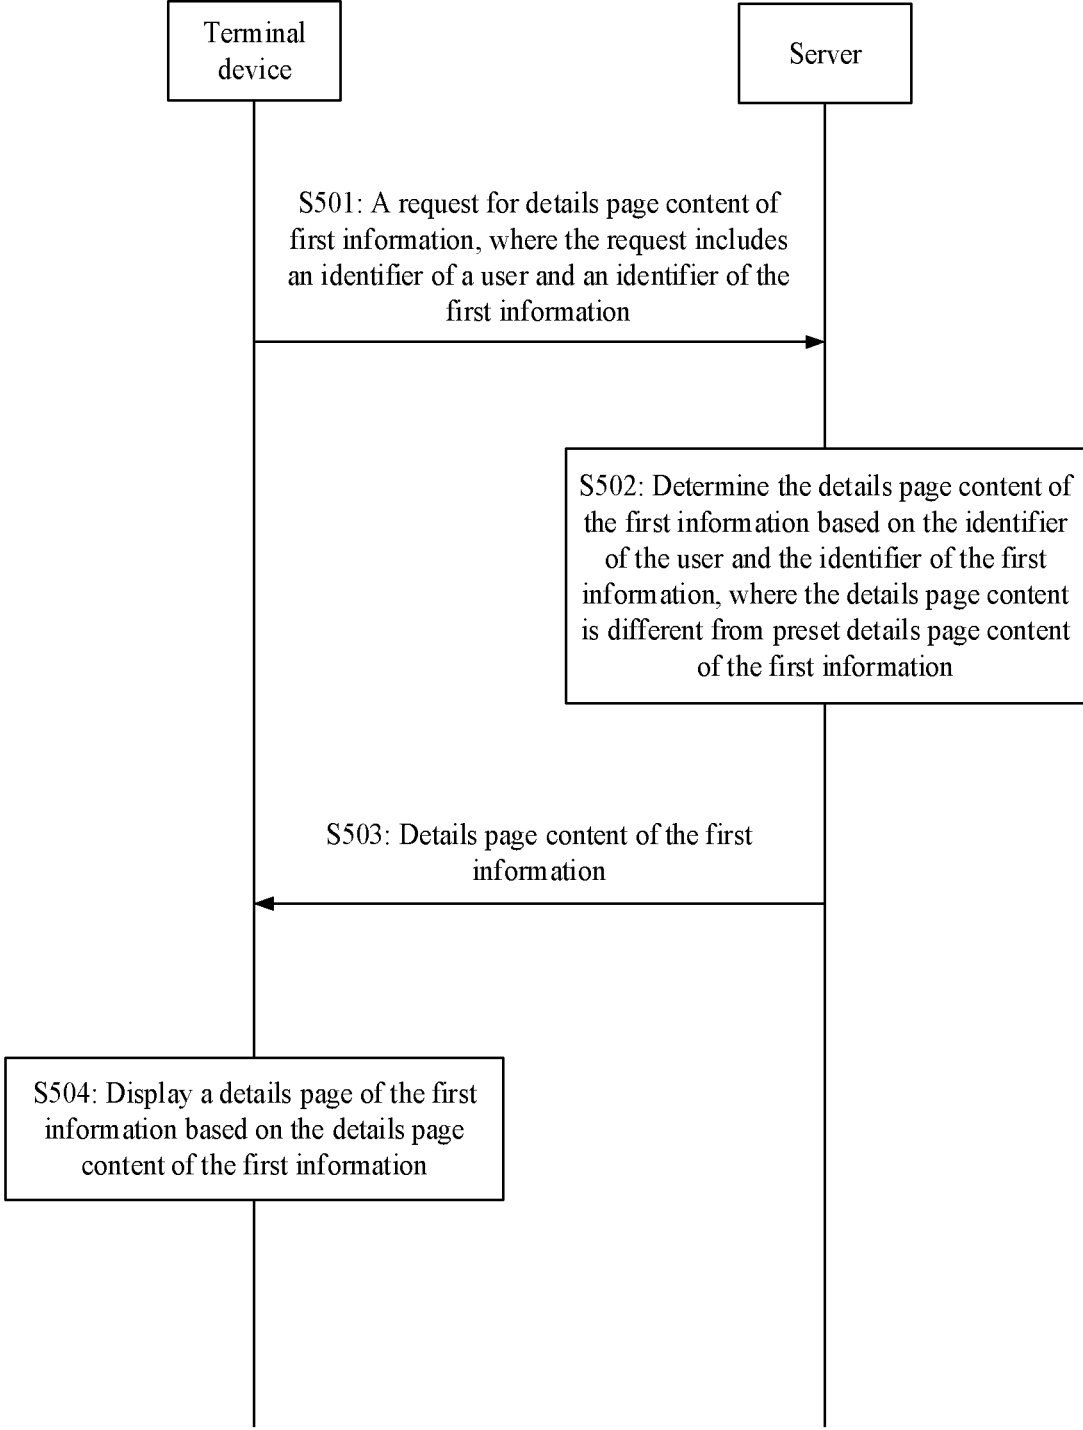 Terminal
device
Server
S501: A request for details page content of
first information, where the request includes
an identifier of a user and an identifier of the
first information
S502: Determine the details page content of
the first information based on the identifier
of the user and the identifier of the first
information, where the details page content
is different from preset details page content
of the first information
S503: Details page content of the first
information
S504: Display a details page of the first
information based on the details page
content of the first information